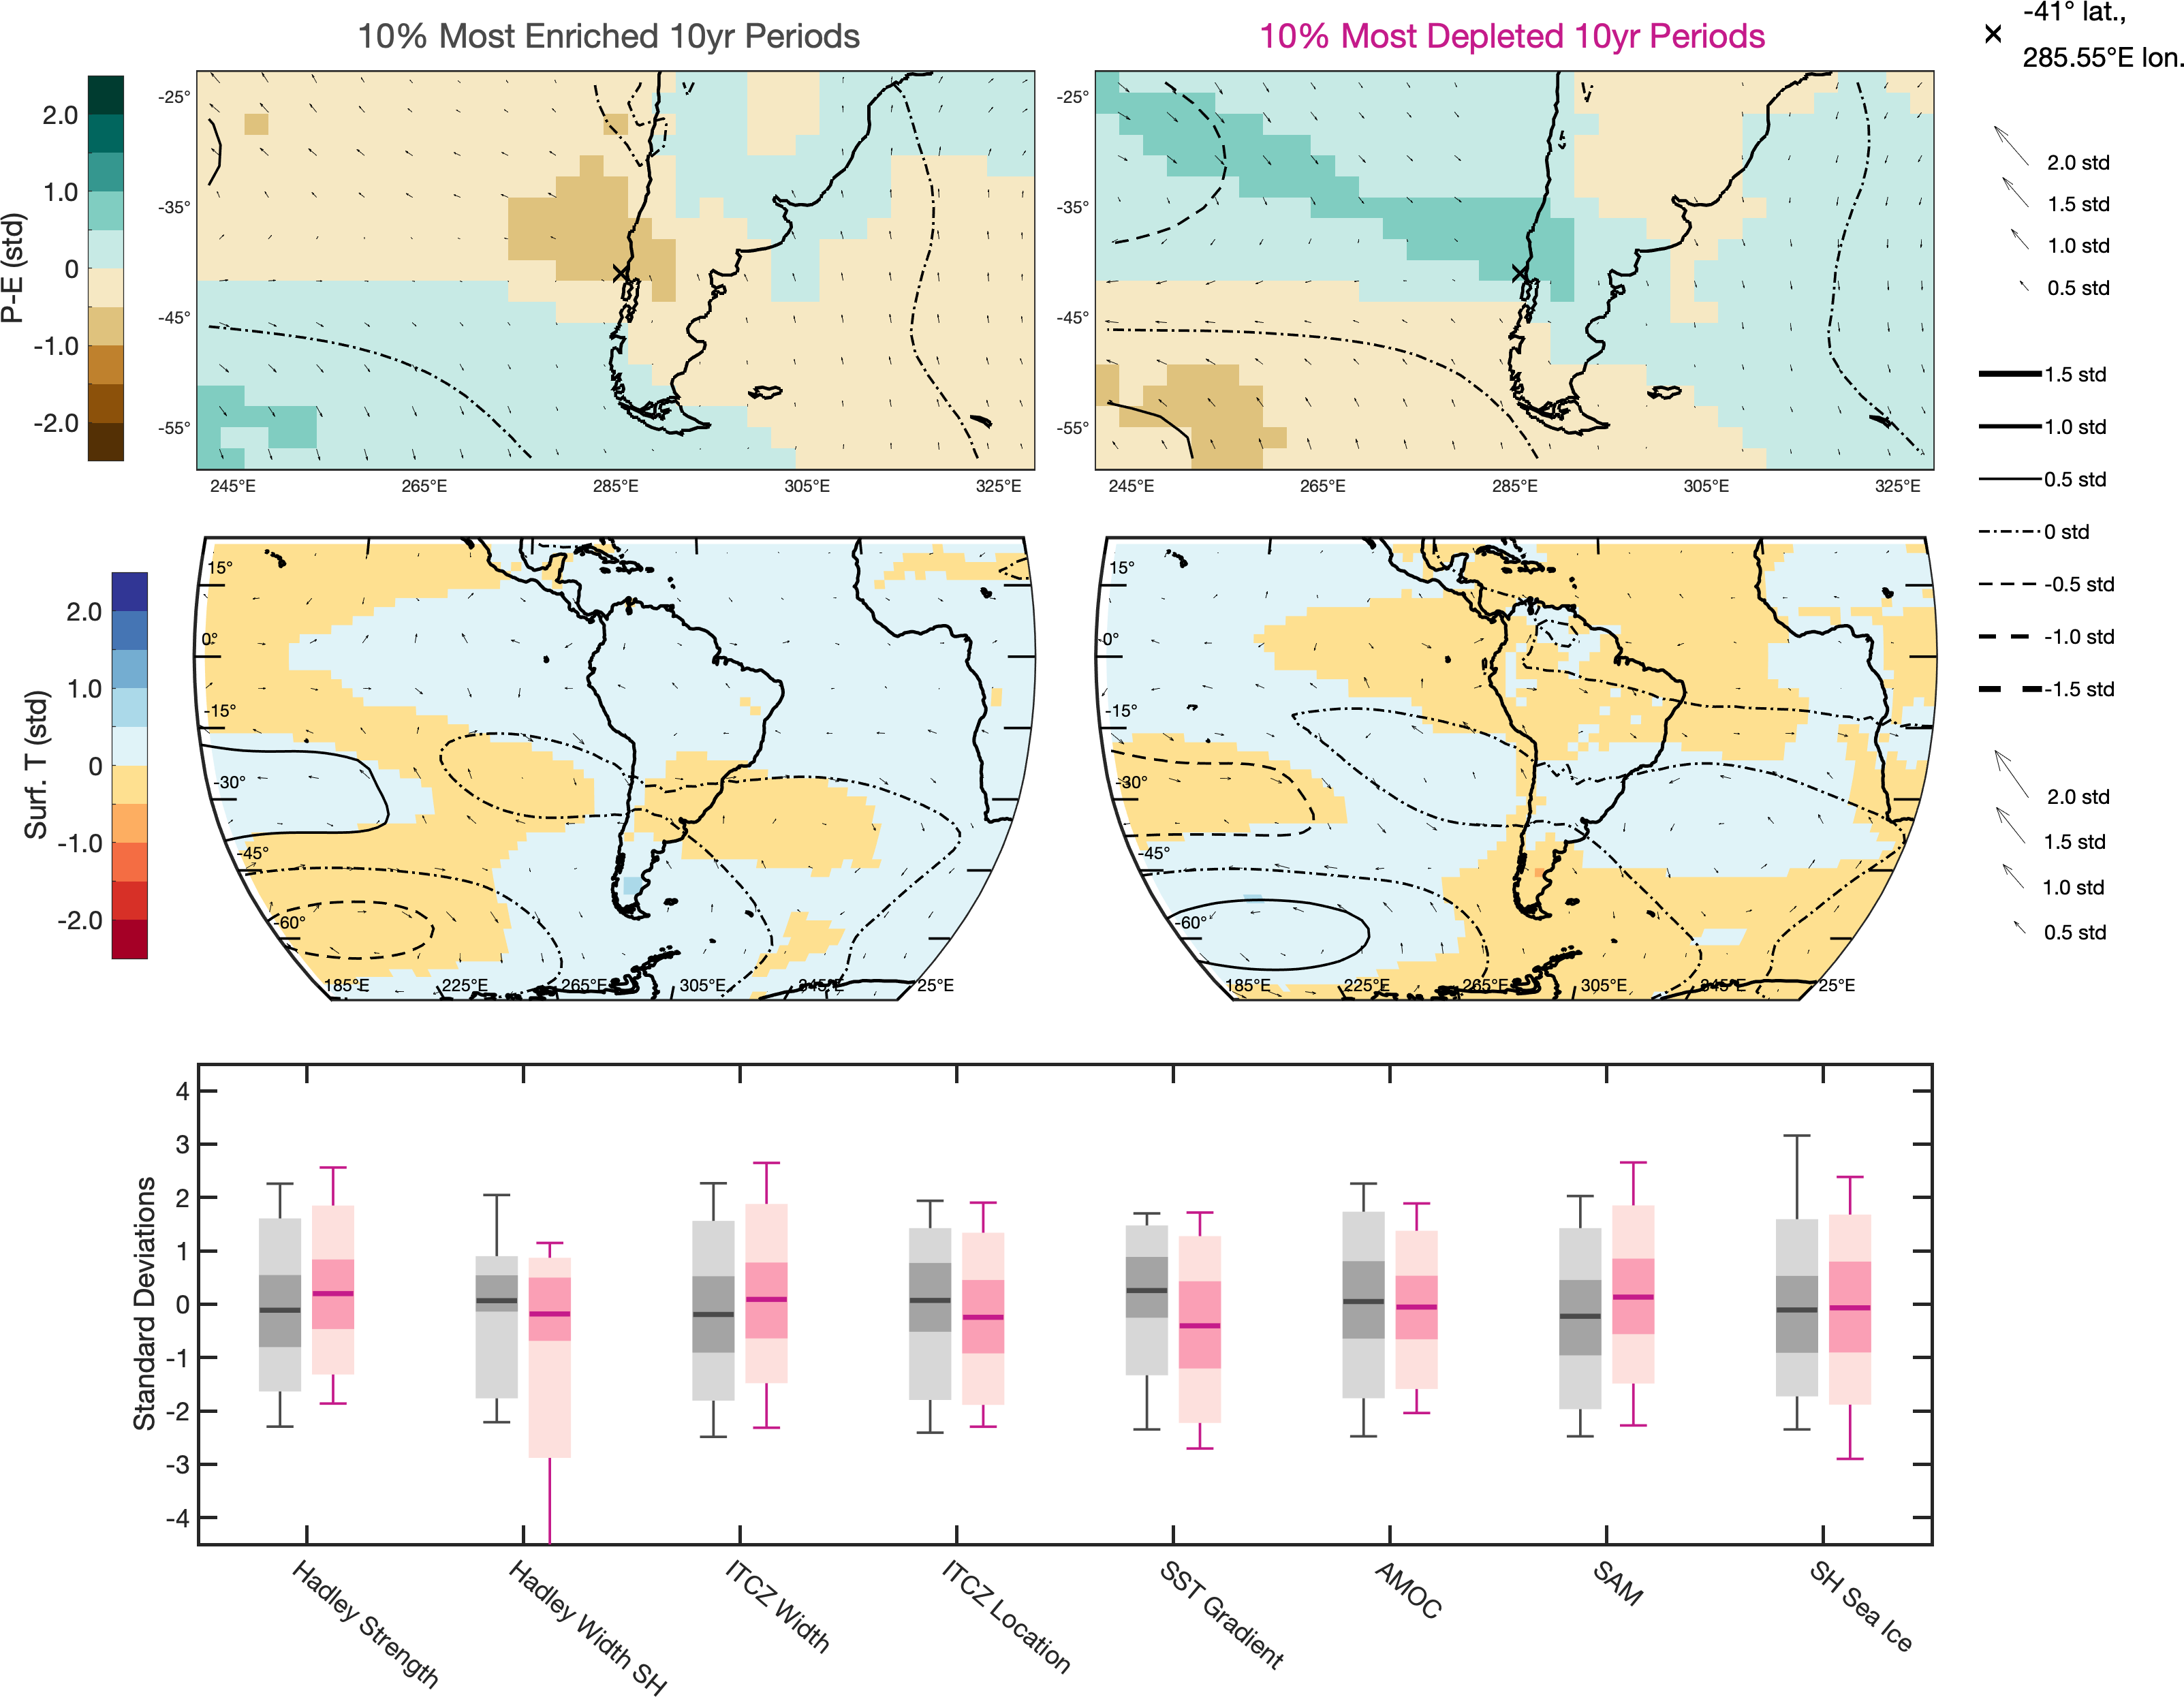 10% Most Enriched 10yr Periods
10% Most Depleted 10yr Periods
-41° lat.,
285.55°E lon.
P-E (std)
2.0
1.0
0
-1.0
-2.0
-25°
-35°
-45°
-55°
245°E
265°E
285°E
305°E
325°E
-25°
-35°
-45°
-55°
245°E
265°E
285°E
305°E
325°E
2.0 std
1.5 std
1.0 std
0.5 std
1.5 std
1.0 std
0.5 std
0 std
-0.5 std
-1.0 std
-1.5 std
2.0 std
1.5 std
1.0 std
0.5 std
Surf. T (std)
2.0
1.0
0
-1.0
-2.0
15°
0°
-15°
-30°
-45°
-60°
185°E
225°E
265°E
305°E
345°E
25°E
15°
0°
-15°
-30°
-45°
-60°
185°E
225°E
265°E
305°E
345°E
25°E
Standard Deviations
4
3
2
1
0
-1
-2
-3
-4
Hadley Strength
Hadley Width SH
ITCZ Width
ITCZ Location
SST Gradient
AMOC
SAM
SH Sea Ice